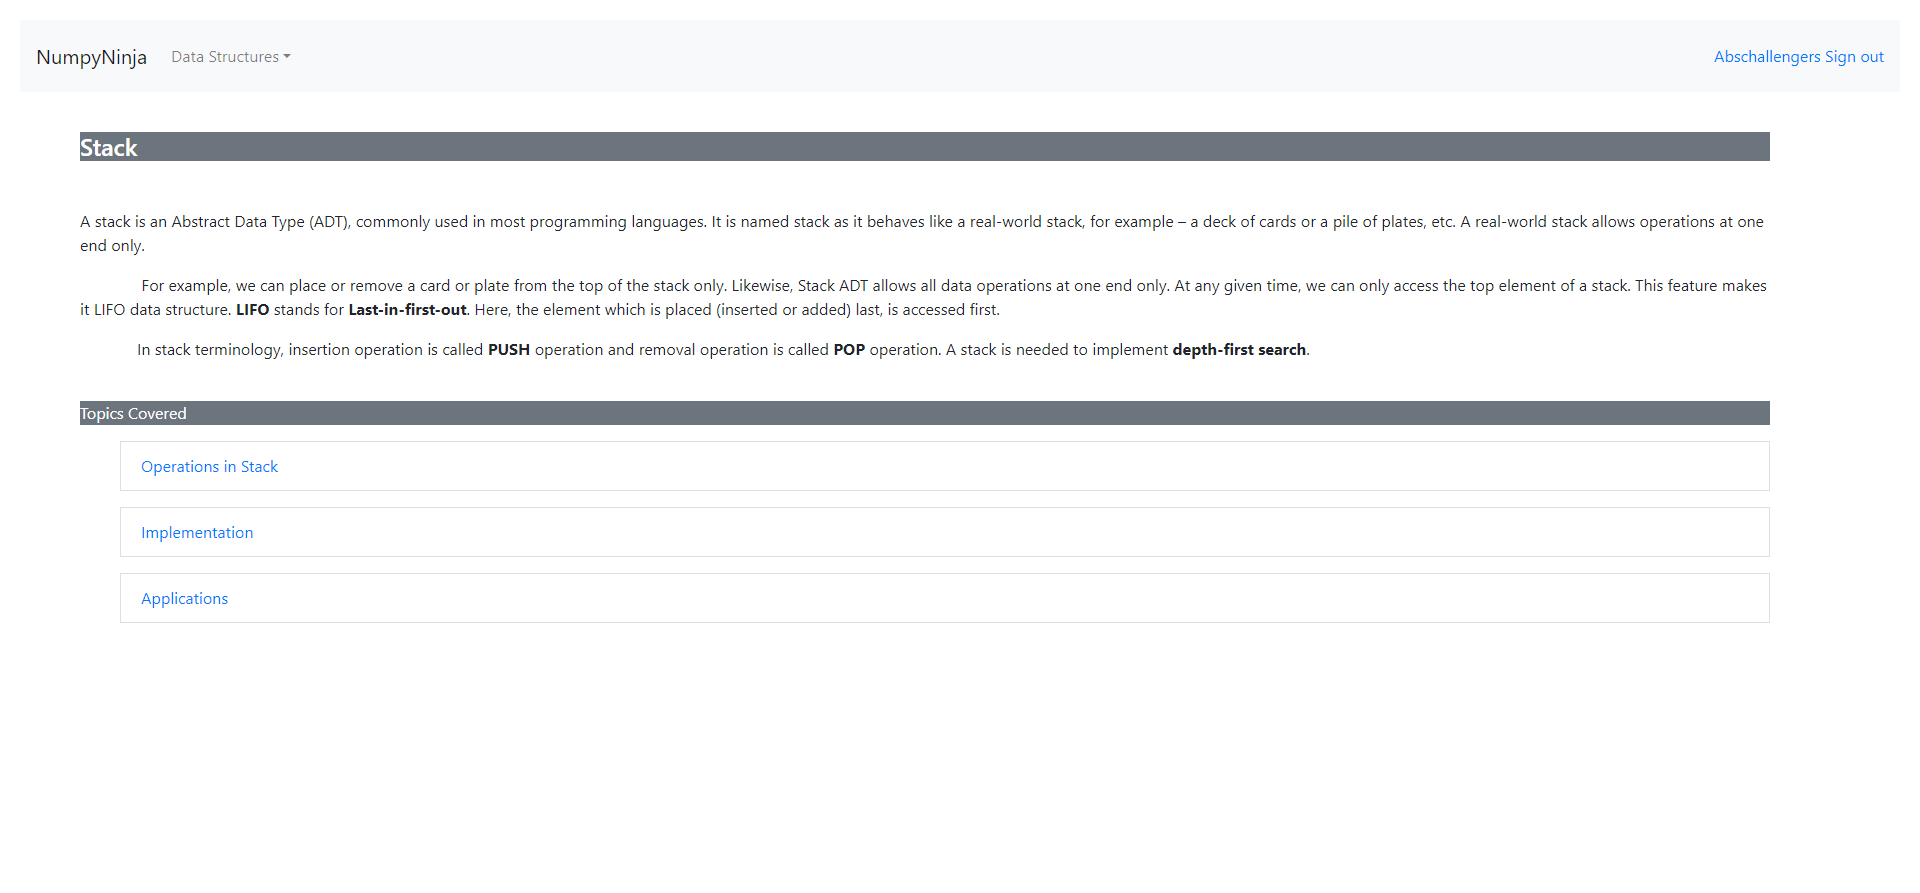 NumpyNinja Data Structures Abschallengers Sign out
Stack
A stack is an Abstract Data Type (ADT), commonly used in most programming languages. It is named stack as it behaves like a real-world stack, for example – a deck of cards or a pile of plates, etc. A real-world stack allows operations at one
end only.
For example, we can place or remove a card or plate from the top of the stack only. Likewise, Stack ADT allows all data operations at one end only. At any given time, we can only access the top element of a stack. This feature makes
it LIFO data structure. LIFO stands for Last-in-first-out. Here, the element which is placed (inserted or added) last, is accessed first.
In stack terminology, insertion operation is called PUSH operation and removal operation is called POP operation. A stack is needed to implement depth-first search.
Topics Covered
Operations in Stack
Implementation
Applications